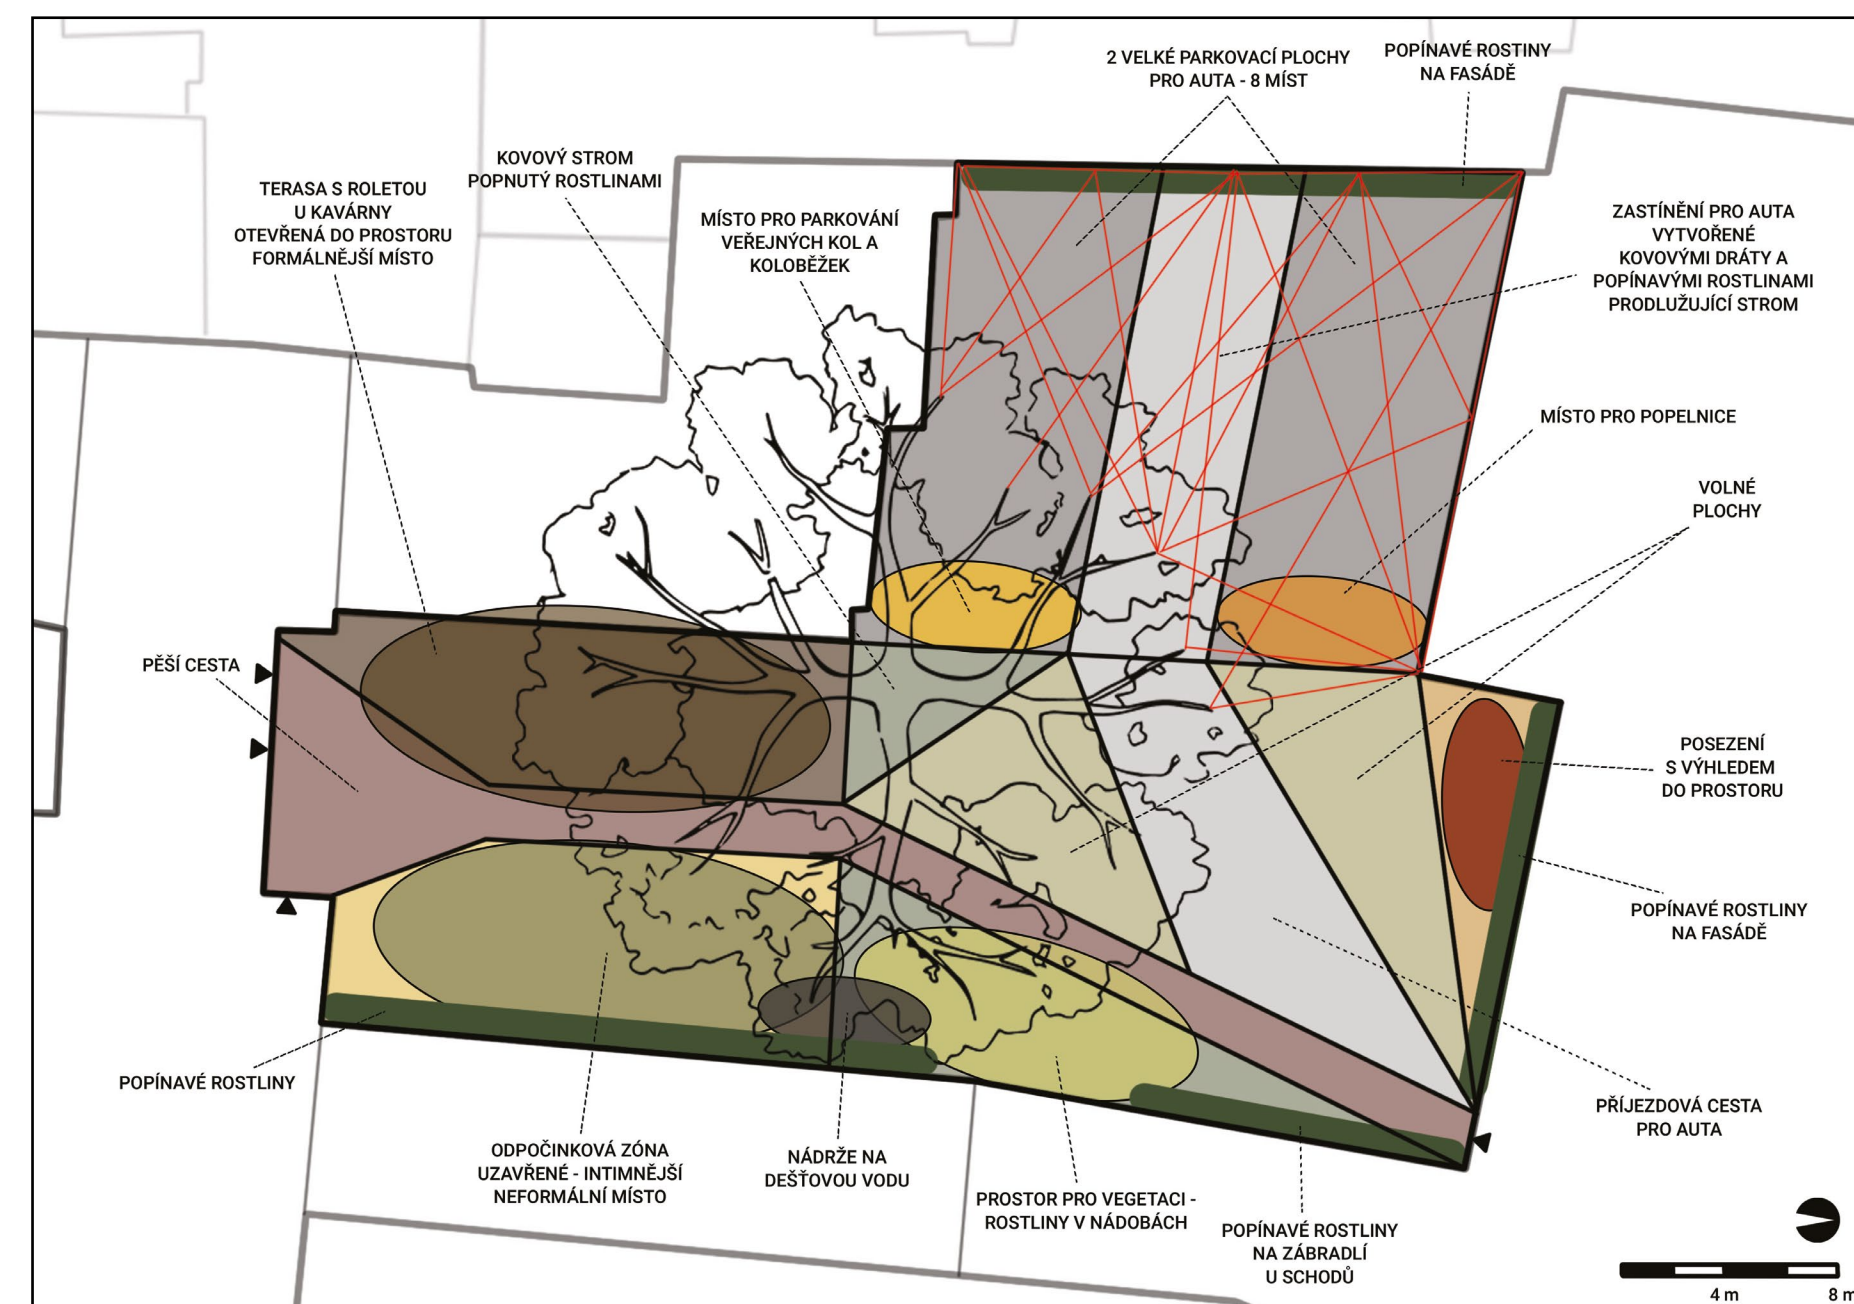 2 VELKÉ PARKOVACÍ PLOCHY
PRO AUTA - 8 MÍST
POPÍNAVÉ ROSTINY
NA FASÁDĚ
KOVOVÝ STROM
POPNUTÝ ROSTLINAMI
TERASA S ROLETOU
U KAVÁRNY
OTEVŘENÁ DO PROSTORU
FORMÁLNĚJŠÍ MÍSTO
MÍSTO PRO PARKOVÁNÍ
VEŘEJNÝCH KOL A
KOLOBĚŽEK
ZASTÍNĚNÍ PRO AUTA
VYTVOŘENÉ
KOVOVÝMI DRÁTY A
POPÍNAVÝMI ROSTLINAMI
PRODLUŽUJÍCÍ STROM
MÍSTO PRO POPELNICE
VOLNÉ
PLOCHY
PĚŠÍ CESTA
POSEZENÍ
S VÝHLEDEM
DO PROSTORU
POPÍNAVÉ ROSTLINY
NA FASÁDĚ
POPÍNAVÉ ROSTLINY
PŘÍJEZDOVÁ CESTA
PRO AUTA
ODPOČINKOVÁ ZÓNA
UZAVŘENÉ - INTIMNĚJŠÍ
NEFORMÁLNÍ MÍSTO
NÁDRŽE NA
DEŠŤOVOU VODU
PROSTOR PRO VEGETACI -
ROSTLINY V NÁDOBÁCH
POPÍNAVÉ ROSTLINY
NA ZÁBRADLÍ
U SCHODŮ
4 m 8 m